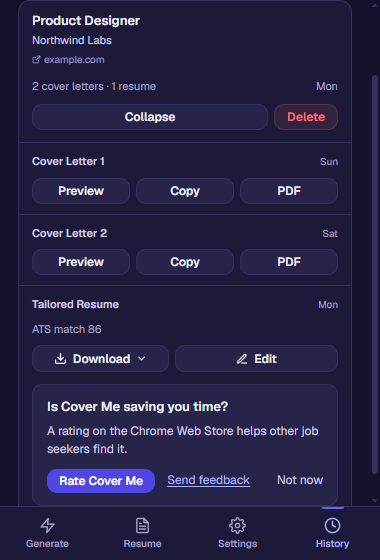 Product Designer
Northwind Labs
example.com
2 cover letters · 1 resume Mon
Collapse Delete
Cover Letter 1 Sun
Preview Copy PDF
Cover Letter 2 Sat
Preview Copy PDF
Tailored Resume Mon
ATS match 86
Download Edit
Is Cover Me saving you time?
A rating on the Chrome Web Store helps other job
seekers find it.
Rate Cover Me Send feedback Not now
Generate Resume Settings History